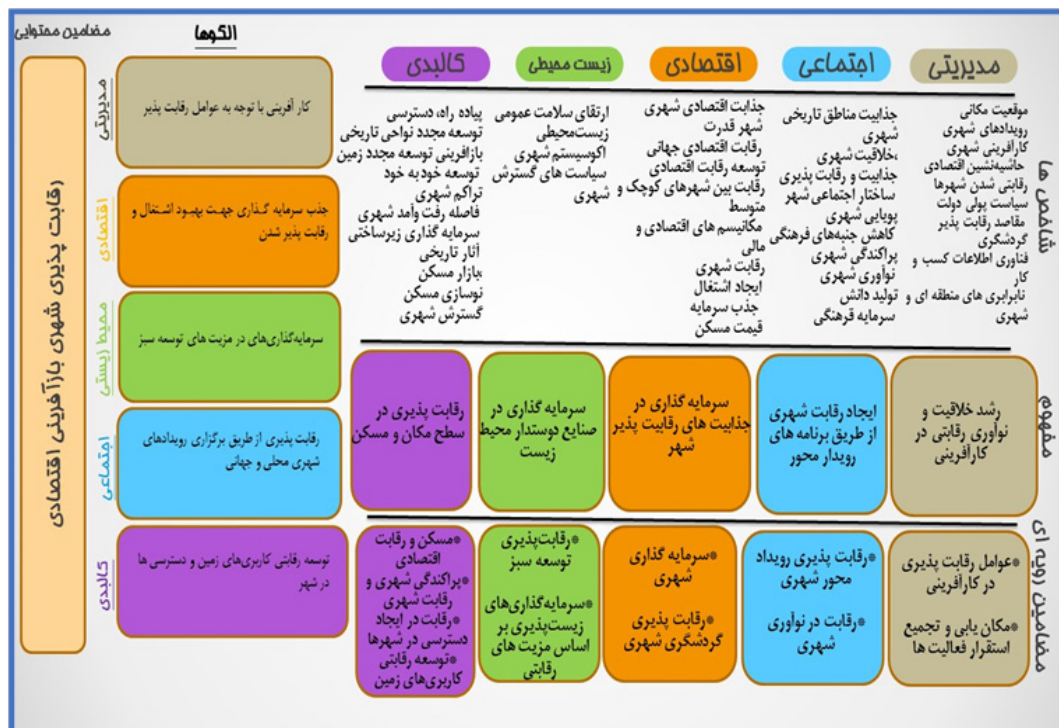 مدیریتی
اجتماعی
اقتصادی
زیست محیطی
کالبدی
الگوها
مضامین محتوایی
شاخص ها
موقعیت مکانی
رویدادهای شهری
کارآفرینی شهری
حاشیه‌نشین اقتصادی
رقابتی شدن شهرها
سیاست پولی دولت
مقاصد رقابت پذیر
گردشگری
فناوری اطلاعات کسب و
کار
نابرابری های منطقه ای و
شهری
جذابیت مناطق تاریخی
شهری
،خلاقیت شهری
جذابیت و رقابت پذیری
ساختار اجتماعی شهر
پویایی شهری
کاهش جنبه‌های فرهنگی
پراکندگی شهری
نوآوری شهری
تولید دانش
سرمایه فرهنگی
جذابت اقتصادی شهری
شهر قدرت
رقابت اقتصادی جهانی
توسعه رقابت اقتصادی
رقابت بین شهرهای کوچک و
متوسط
مکانیسم های اقتصادی و
مالی
رقابت شهری
ایجاد اشتغال
جذب سرمایه
قیمت مسکن
ارتقای سلامت عمومی
زیست‌محیطی
اکوسیستم شهری
سیاست های گسترش
شهری
پیاده راه، دسترسی
توسعه مجدد نواحی تاریخی
بازافرینی توسعه مجدد زمین
توسعه خود به خود
تراکم شهری
فاصله رفت وآمد شهری
سرمایه گذاری زیرساختی
آثار تاریخی
،بازار مسکن
نوسازی مسکن
گسترش شهری
مفهوم
رشد خلاقیت و
نوآوری رقابتی در
کارآفرینی
ایجاد رقابت شهری
از طریق برنامه های
رویدار محور
سرمایه گذاری در
جذابیت های رقابیت پذیر
شهر
سرمایه گذاری در
صنایع دوستدار محیط
زیست
رقابت پذیری در
سطح مکان و مسکن
مضامین رویه ای
*عوامل رقابت پذیری
در کارآفرینی
*مکان یابی و تجمیع
استقرار فعالیت ها
*رقابت پذیری رویداد
محور شهری
*رقابت در نوآوری
شهری
*سرمایه گذاری
شهری
*رقابت پذیری
گردشگری شهری
*رقابت‌پذیری
توسعه سبز
*سرمایه‌گذاری‌های
زیست‌پذیری بر
اساس مزیت های
رقابتی
*مسکن و رقابت
اقتصادی
*پراکندگی شهری و
رقابت شهری
*رقابت در ایجاد
دسترسی در شهرها
*توسعه رقابتی
کاربری‌های زمین
کار آفرینی با توجه به عوامل رقابت پذیر
مدیریتی
جذب سرمایه گـذاری جهـت بهبـود اشـتغال و
رقابت پذیر شدن
اقتصادی
سرمایه‌گذاری‌های در مزیت های توسعه سبز
محیط زیستی
رقابت پذیری از طریق برگزاری رویدادهای
شهری محلی و جهانی
اجتماعی
توسعه رقابتی کاربری‌های زمین و دسترسی ها
در شهر
کالبدی
رقابت پذیری شهری بازآفرینی اقتصادی